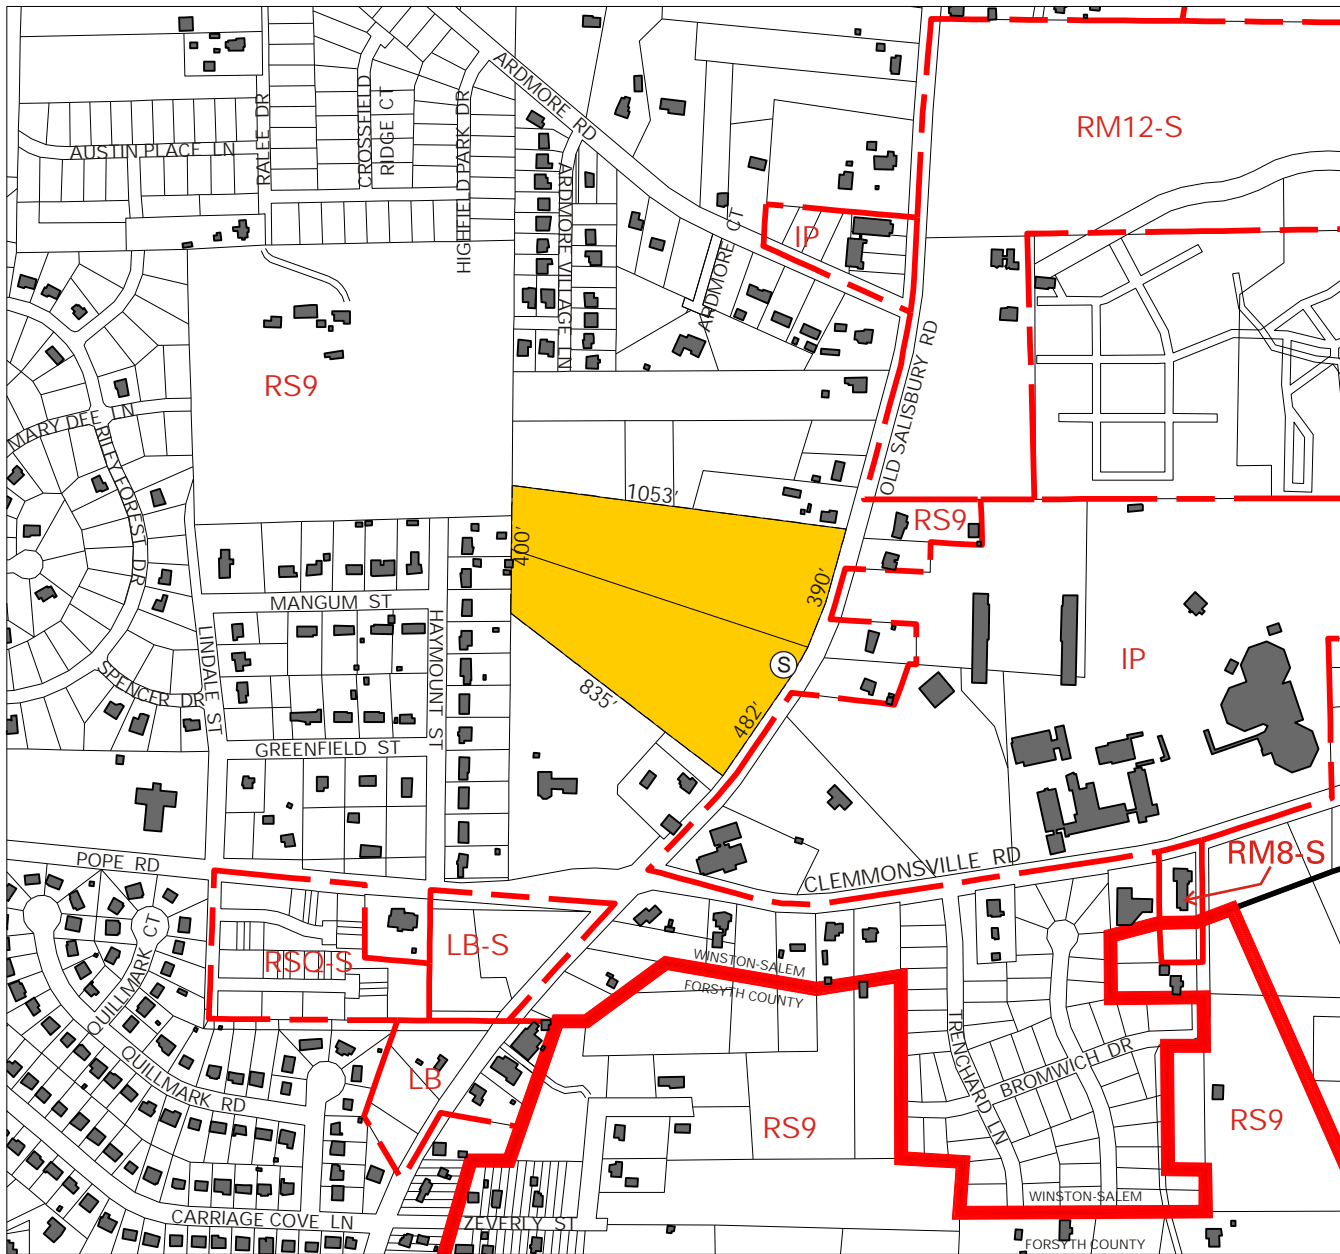 ARDMORE RD
RALEE DR
CROSSFIELD
RIDGE CT
HIGHFIELD PARK DR
AUSTIN PLACE LN
ARDMORE VILLAGE LN
ARDMORE CT
IP
RM12-S
OLD SALISBURY RD
RS9
MARY DEE LN
RILEY FOREST DR
1053'
400'
390'
RS9
MANGUM ST
HAYMOUNT ST
LINDALE ST
SPENCER DR
S
IP
835'
482'
GREENFIELD ST
POPE RD
CLEMMONSVILLE RD
RM8-S
QUILLMARK CT
RSQ-S
LB-S
WINSTON-SALEM
FORSYTH COUNTY
QUILLMARK RD
LB
TRENCHARD LN
BROMWICH DR
RS9
RS9
CARRIAGE COVE LN
ZEVERLY ST
WINSTON-SALEM
FORSYTH COUNTY